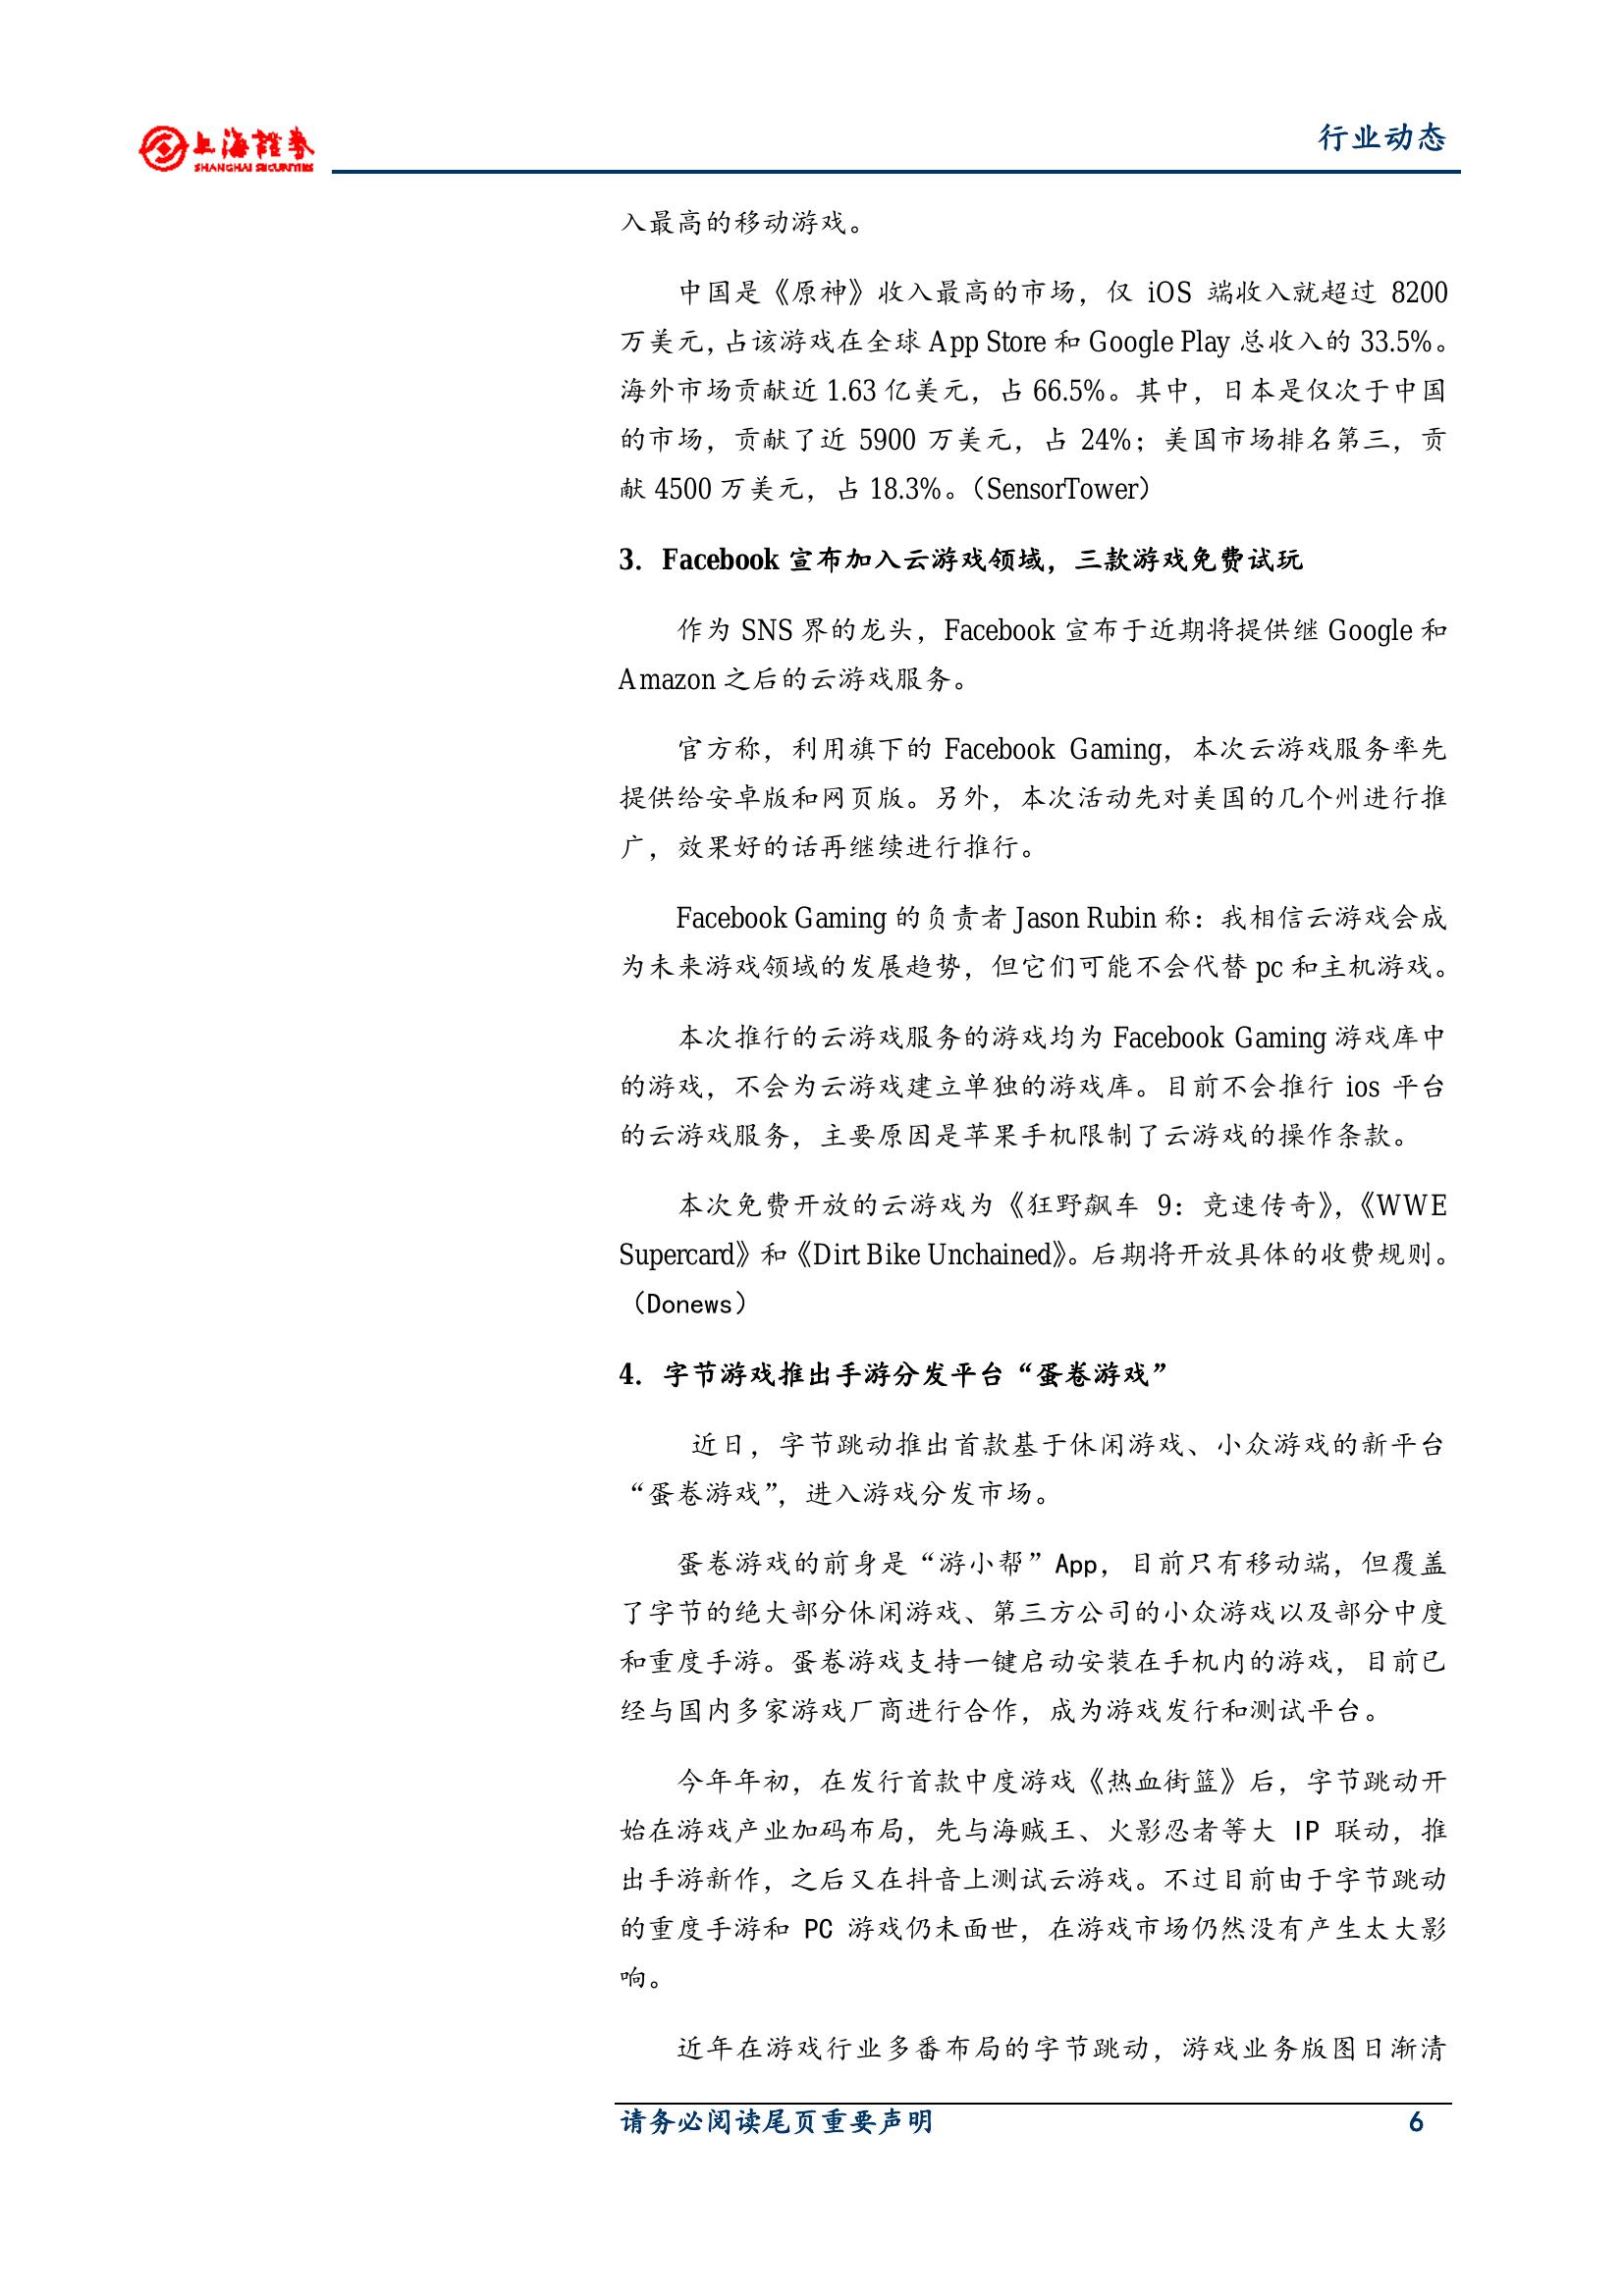 上海證券
SHANGHAI SECURITIES
行业动态
入最高的移动游戏。
中国是《原神》收入最高的市场，仅 iOS 端收入就超过 8200
万美元，占该游戏在全球 App Store 和 Google Play 总收入的 33.5%。
海外市场贡献近 1.63 亿美元，占 66.5%。其中，日本是仅次于中国
的市场，贡献了近 5900 万美元，占 24%；美国市场排名第三，贡
献 4500 万美元，占 18.3%。（SensorTower）
3. Facebook 宣布加入云游戏领域，三款游戏免费试玩
作为 SNS 界的龙头，Facebook 宣布于近期将提供继 Google 和
Amazon 之后的云游戏服务。
官方称，利用旗下的 Facebook Gaming，本次云游戏服务率先
提供给安卓版和网页版。另外，本次活动先对美国的几个州进行推
广，效果好的话再继续进行推行。
Facebook Gaming 的负责者 Jason Rubin 称：我相信云游戏会成
为未来游戏领域的发展趋势，但它们可能不会代替 pc 和主机游戏。
本次推行的云游戏服务的游戏均为 Facebook Gaming 游戏库中
的游戏，不会为云游戏建立单独的游戏库。目前不会推行 ios 平台
的云游戏服务，主要原因是苹果手机限制了云游戏的操作条款。
本次免费开放的云游戏为《狂野飙车 9：竞速传奇》，《WWE
Supercard》和《Dirt Bike Unchained》。后期将开放具体的收费规则。
（Donews）
4. 字节游戏推出手游分发平台“蛋卷游戏”
近日，字节跳动推出首款基于休闲游戏、小众游戏的新平台
“蛋卷游戏”，进入游戏分发市场。
蛋卷游戏的前身是“游小帮”App，目前只有移动端，但覆盖
了字节的绝大部分休闲游戏、第三方公司的小众游戏以及部分中度
和重度手游。蛋卷游戏支持一键启动安装在手机内的游戏，目前已
经与国内多家游戏厂商进行合作，成为游戏发行和测试平台。
今年年初，在发行首款中度游戏《热血街篮》后，字节跳动开
始在游戏产业加码布局，先与海贼王、火影忍者等大 IP 联动，推
出手游新作，之后又在抖音上测试云游戏。不过目前由于字节跳动
的重度手游和 PC 游戏仍未面世，在游戏市场仍然没有产生太大影
响。
近年在游戏行业多番布局的字节跳动，游戏业务版图日渐清
请务必阅读尾页重要声明 6